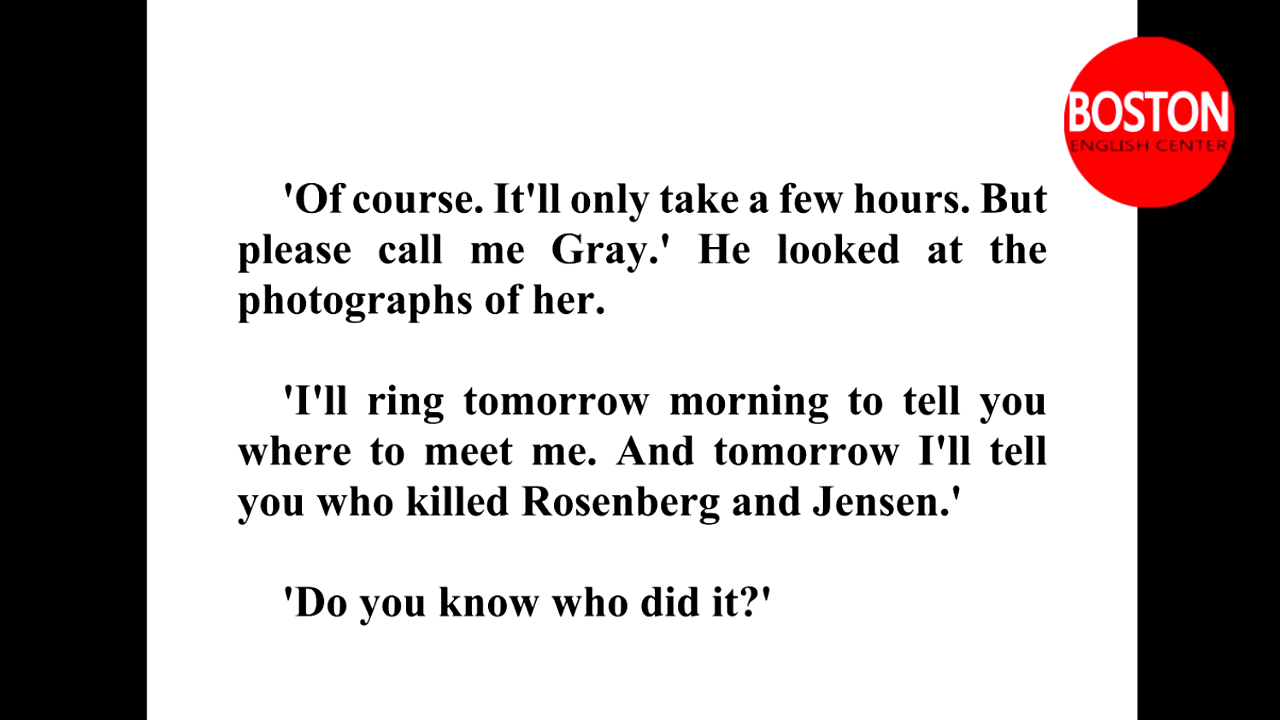 BOSTON
ENGLISH CENTER
'Of course. It'll only take a few hours. But
please call me Gray.' He looked at the
photographs of her.
'I'll ring tomorrow morning to tell you
where to meet me. And tomorrow I'll tell
you who killed Rosenberg and Jensen.'
'Do you know who did it?'